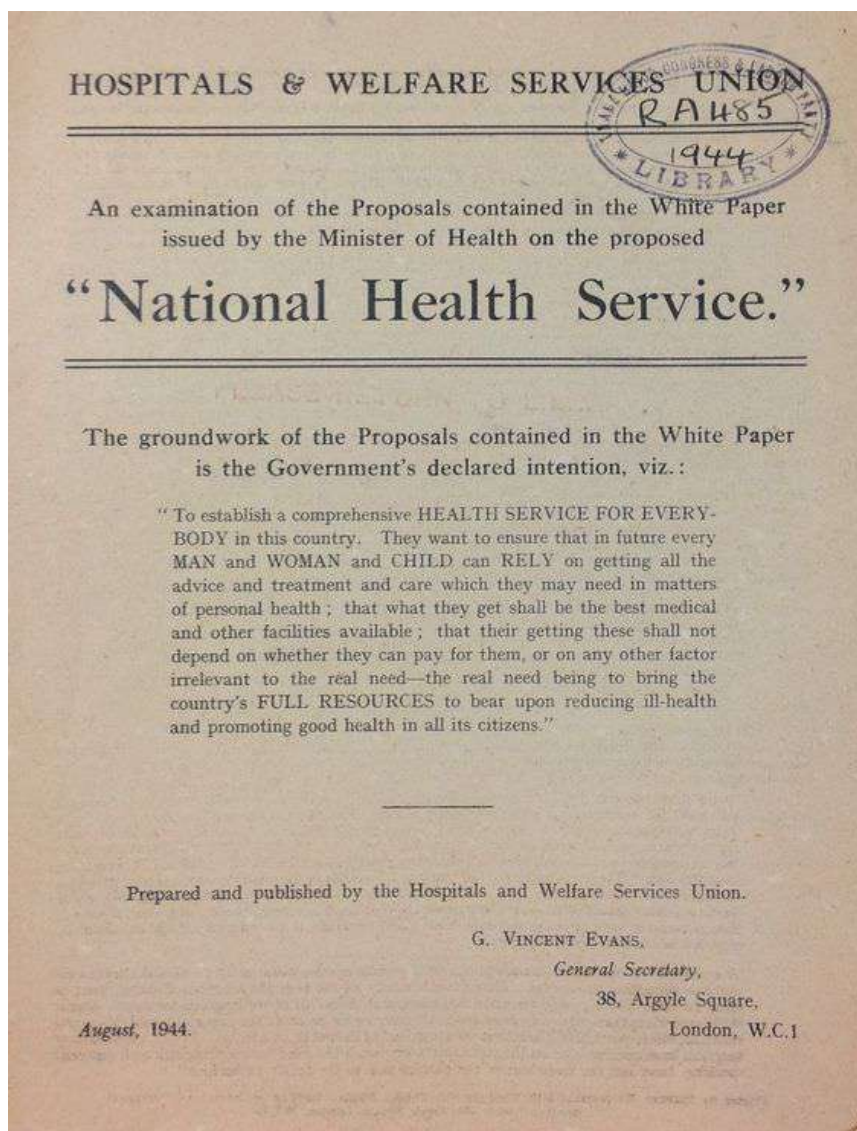 HOSPITALS & WELFARE SERVICES UNION
CONGRESS &
RA485
1944
LIBRARY
An examination of the Proposals contained in the White Paper
issued by the Minister of Health on the proposed
“National Health Service.”
The groundwork of the Proposals contained in the White Paper
is the Government’s declared intention, viz. :
“ To establish a comprehensive HEALTH SERVICE FOR EVERY-
BODY in this country. They want to ensure that in future every
MAN and WOMAN and CHILD can RELY on getting all the
advice and treatment and care which they may need in matters
of personal health ; that what they get shall be the best medical
and other facilities available ; that their getting these shall not
depend on whether they can pay for them, or on any other factor
irrelevant to the real need—the real need being to bring the
country’s FULL RESOURCES to bear upon reducing ill-health
and promoting good health in all its citizens.”
Prepared and published by the Hospitals and Welfare Services Union.
G. VINCENT EVANS,
General Secretary,
38, Argyle Square,
August, 1944.
London, W.C.1